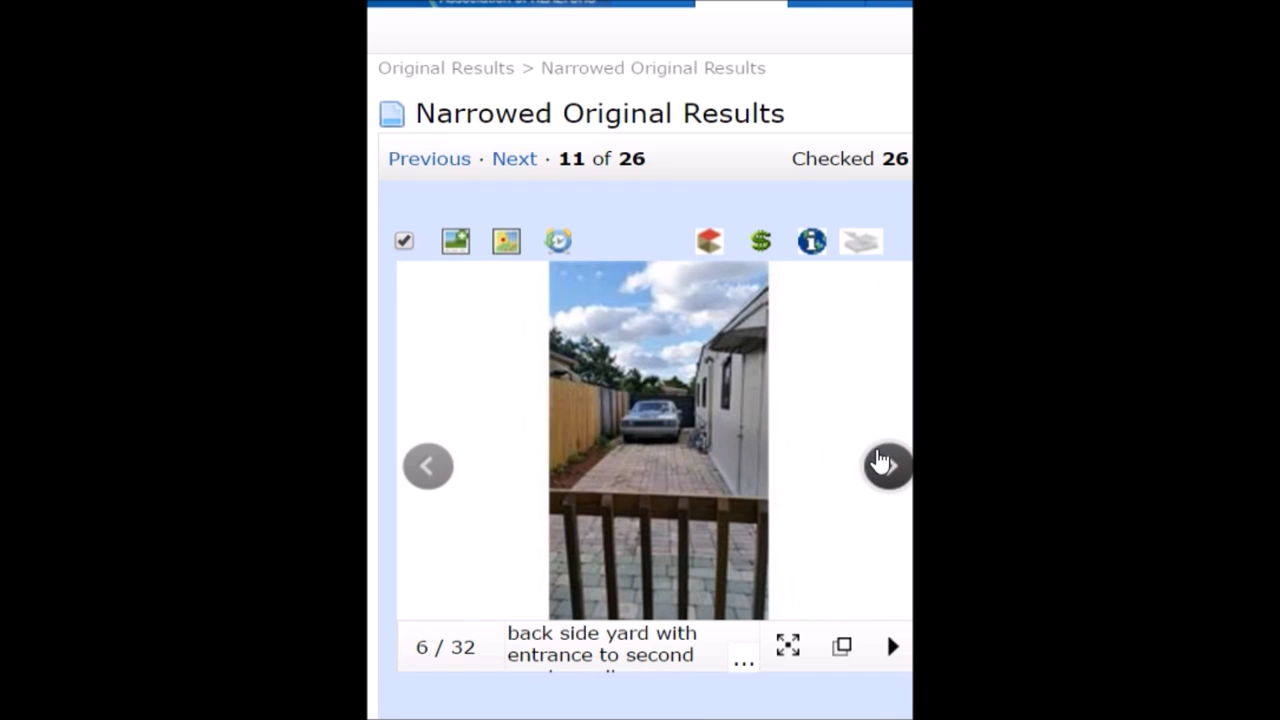 Original Results > Narrowed Original Results
Narrowed Original Results
Previous · Next · 11 of 26 Checked 26
6 / 32
back side yard with
entrance to second
...